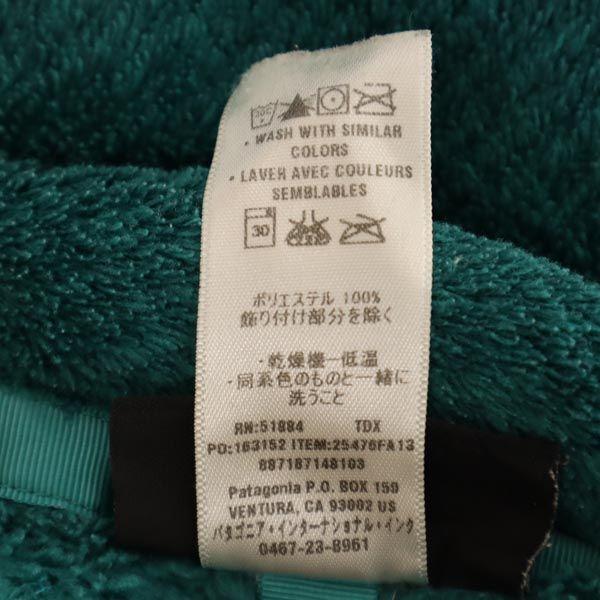 • WASH WITH SIMILAR
COLORS
• LAVER AVEC COULEURS
SEMBLABLES
30
ポリエステル 100%
飾り付け部分を除く
・乾燥機ー低温
・同系色のものと一緒に
洗うこと
RN:51884 TDX
PO:163152 ITEM:25476FA13
887187148103
Patagonia P.O. BOX 150
VENTURA, CA 93002 US
パタゴニア・インターナショナル・インク
0467-23-8961